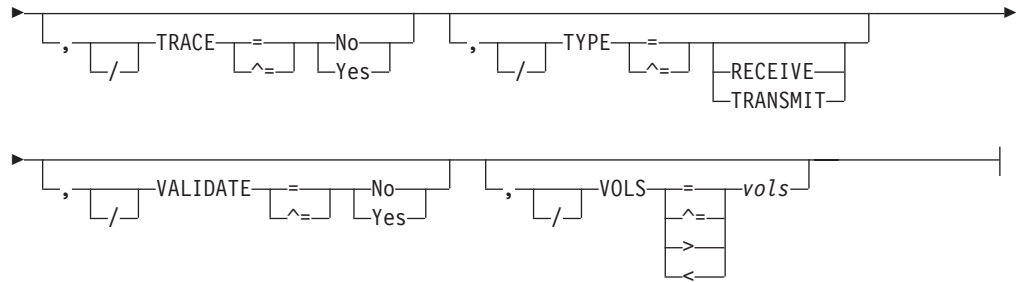 , / TRACE = No , / TYPE =
^= Yes ^= RECEIVE
TRANSMIT
, / VALIDATE = No , / VOLS = vols
^= Yes ^=
>
<